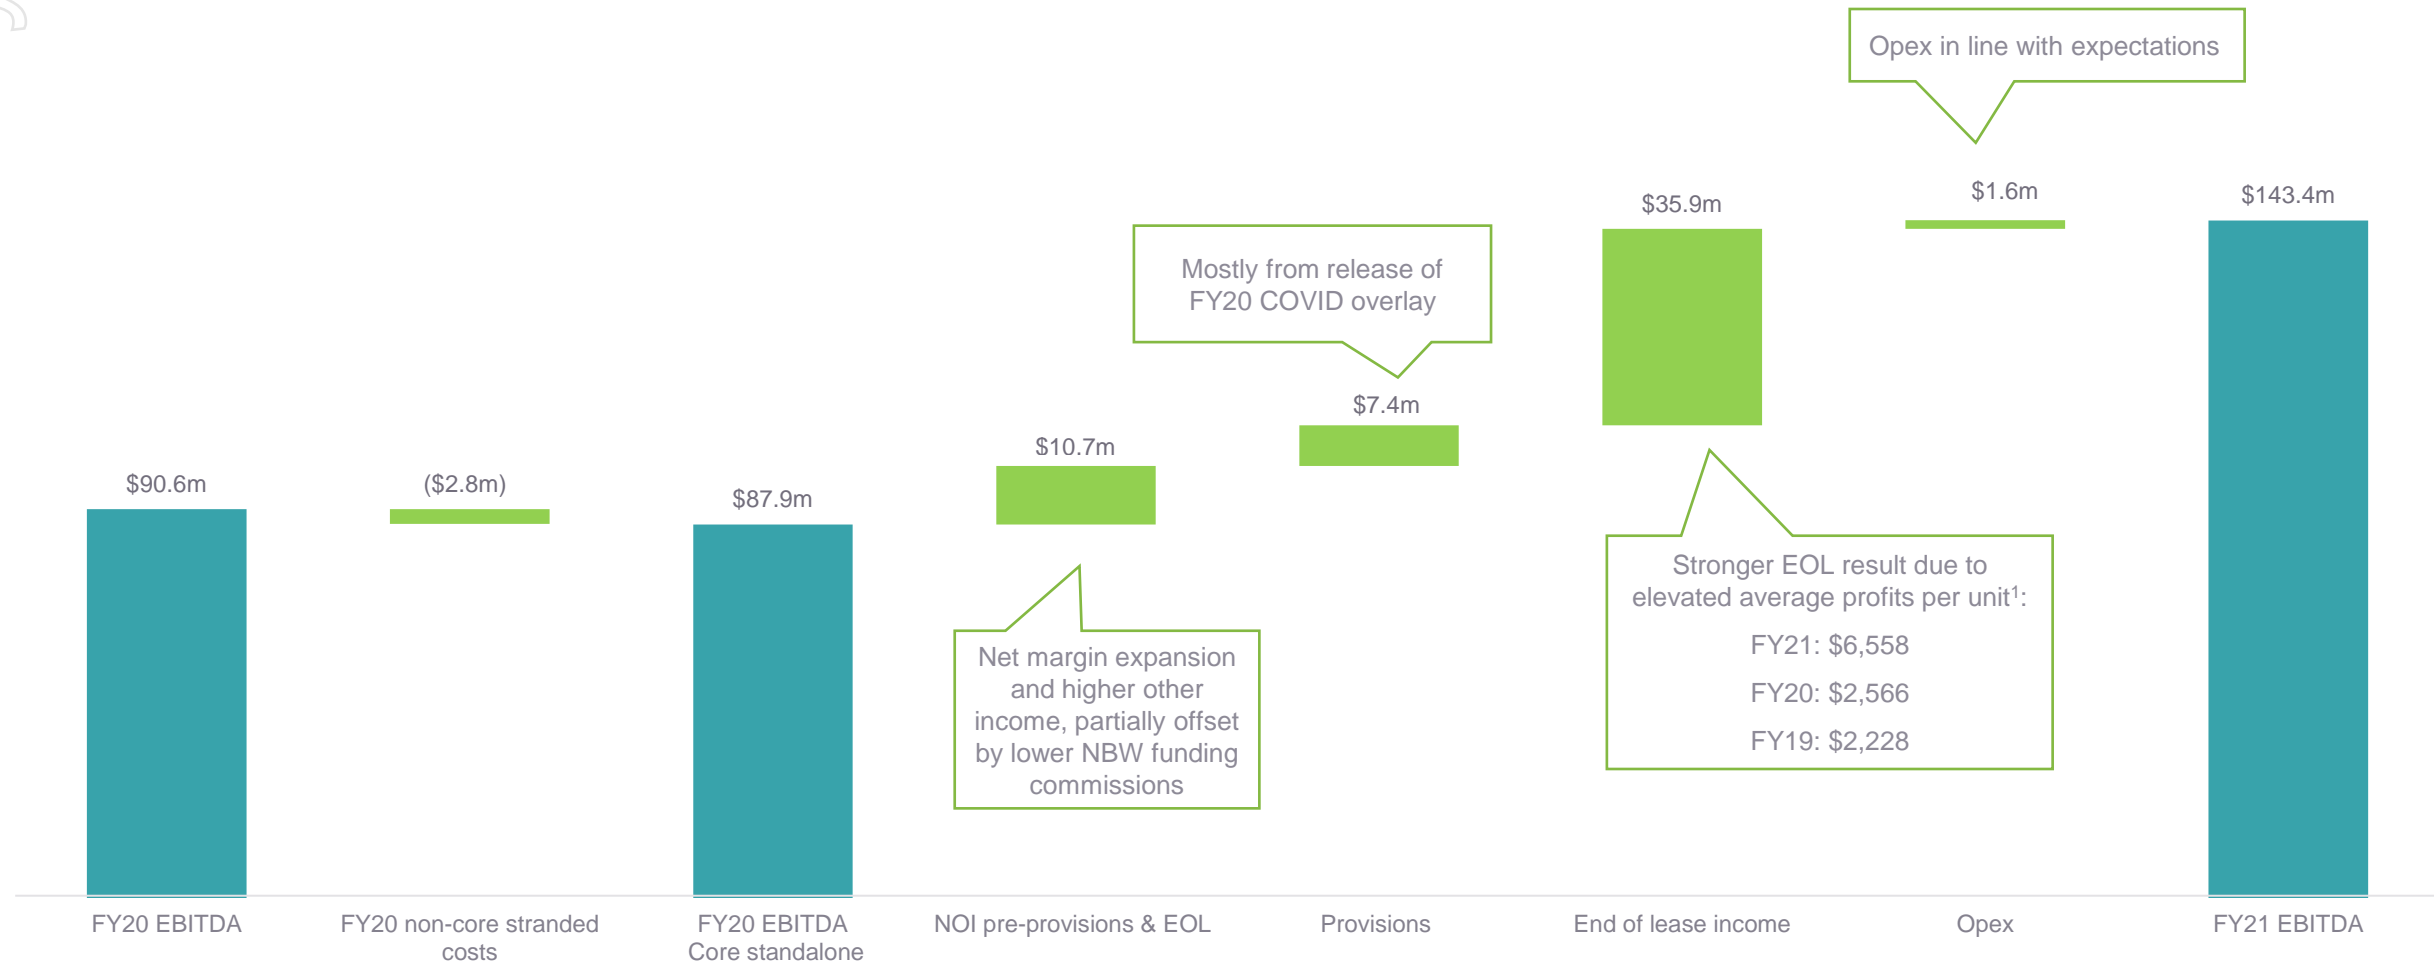 Opex in line with expectations
$1.6m
$143.4m
$35.9m
Mostly from release of
FY20 COVID overlay
$7.4m
$10.7m
$90.6m
($2.8m)
$87.9m
Stronger EOL result due to
elevated average profits per unit¹:
FY21: $6,558
FY20: $2,566
FY19: $2,228
Net margin expansion
and higher other
income, partially offset
by lower NBW funding
commissions
FY20 EBITDA
FY20 non-core stranded
costs
FY20 EBITDA
Core standalone
NOI pre-provisions & EOL
Provisions
End of lease income
Opex
FY21 EBITDA